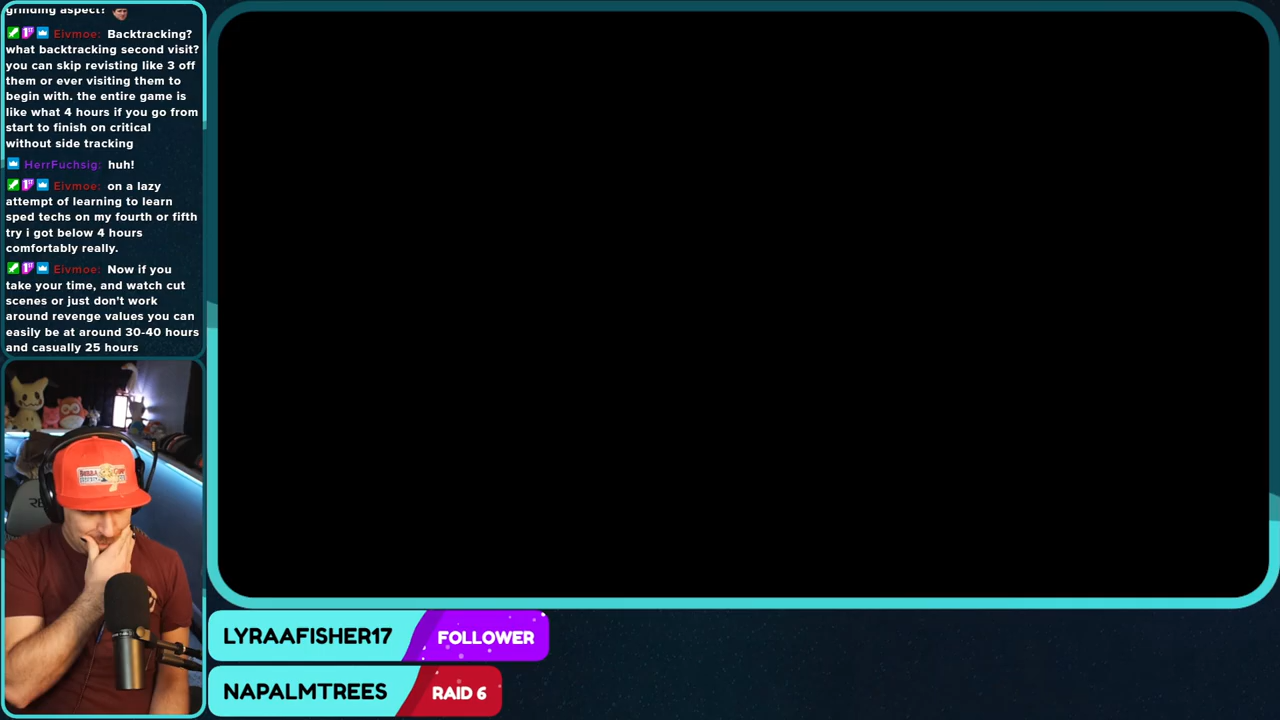 grinding aspect?
Eivmoe: Backtracking?
what backtracking second visit?
you can skip revisting like 3 off
them or ever visiting them to
begin with. the entire game is
like what 4 hours if you go from
start to finish on critical
without side tracking
HerrFuchsig: huh!
Eivmoe: on a lazy
attempt of learning to learn
sped techs on my fourth or fifth
try i got below 4 hours
comfortably really.
Eivmoe: Now if you
take your time, and watch cut
scenes or just don't work
around revenge values you can
easily be at around 30-40 hours
and casually 25 hours
LYRAAFISHER17 FOLLOWER
NAPALMTREES RAID 6